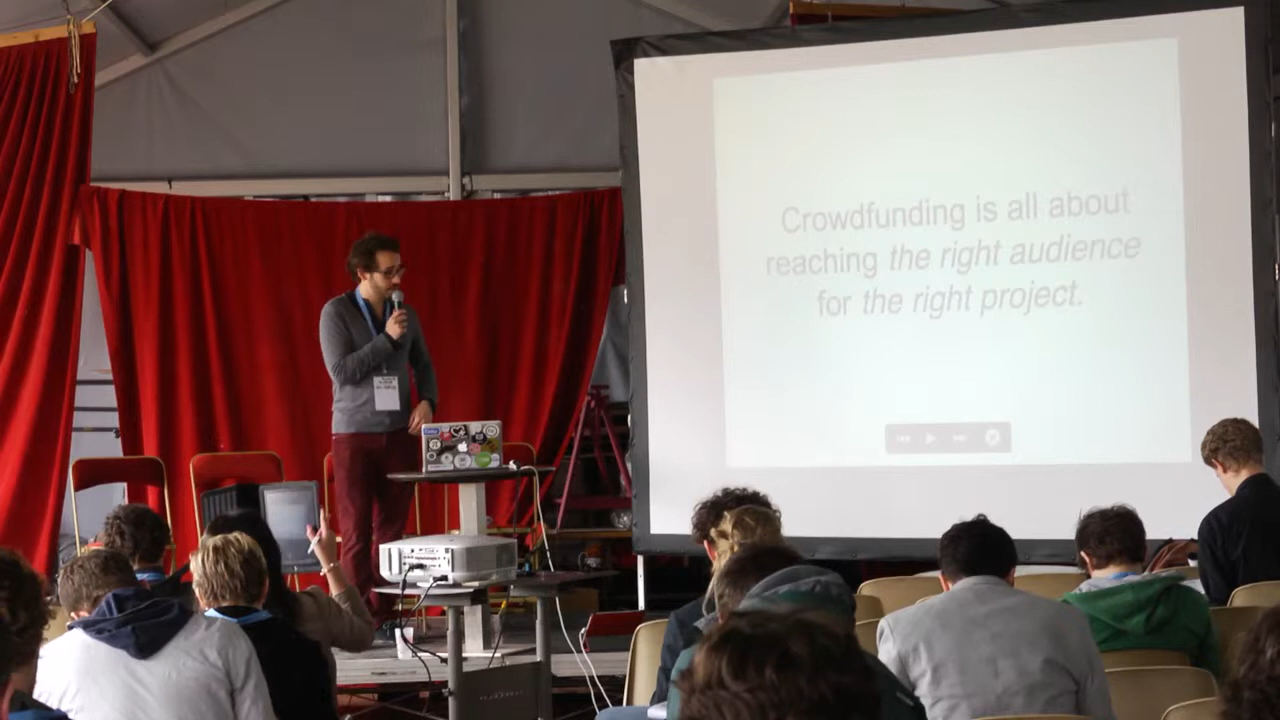 Crowdfunding is all about
reaching the right audience
for the right project.